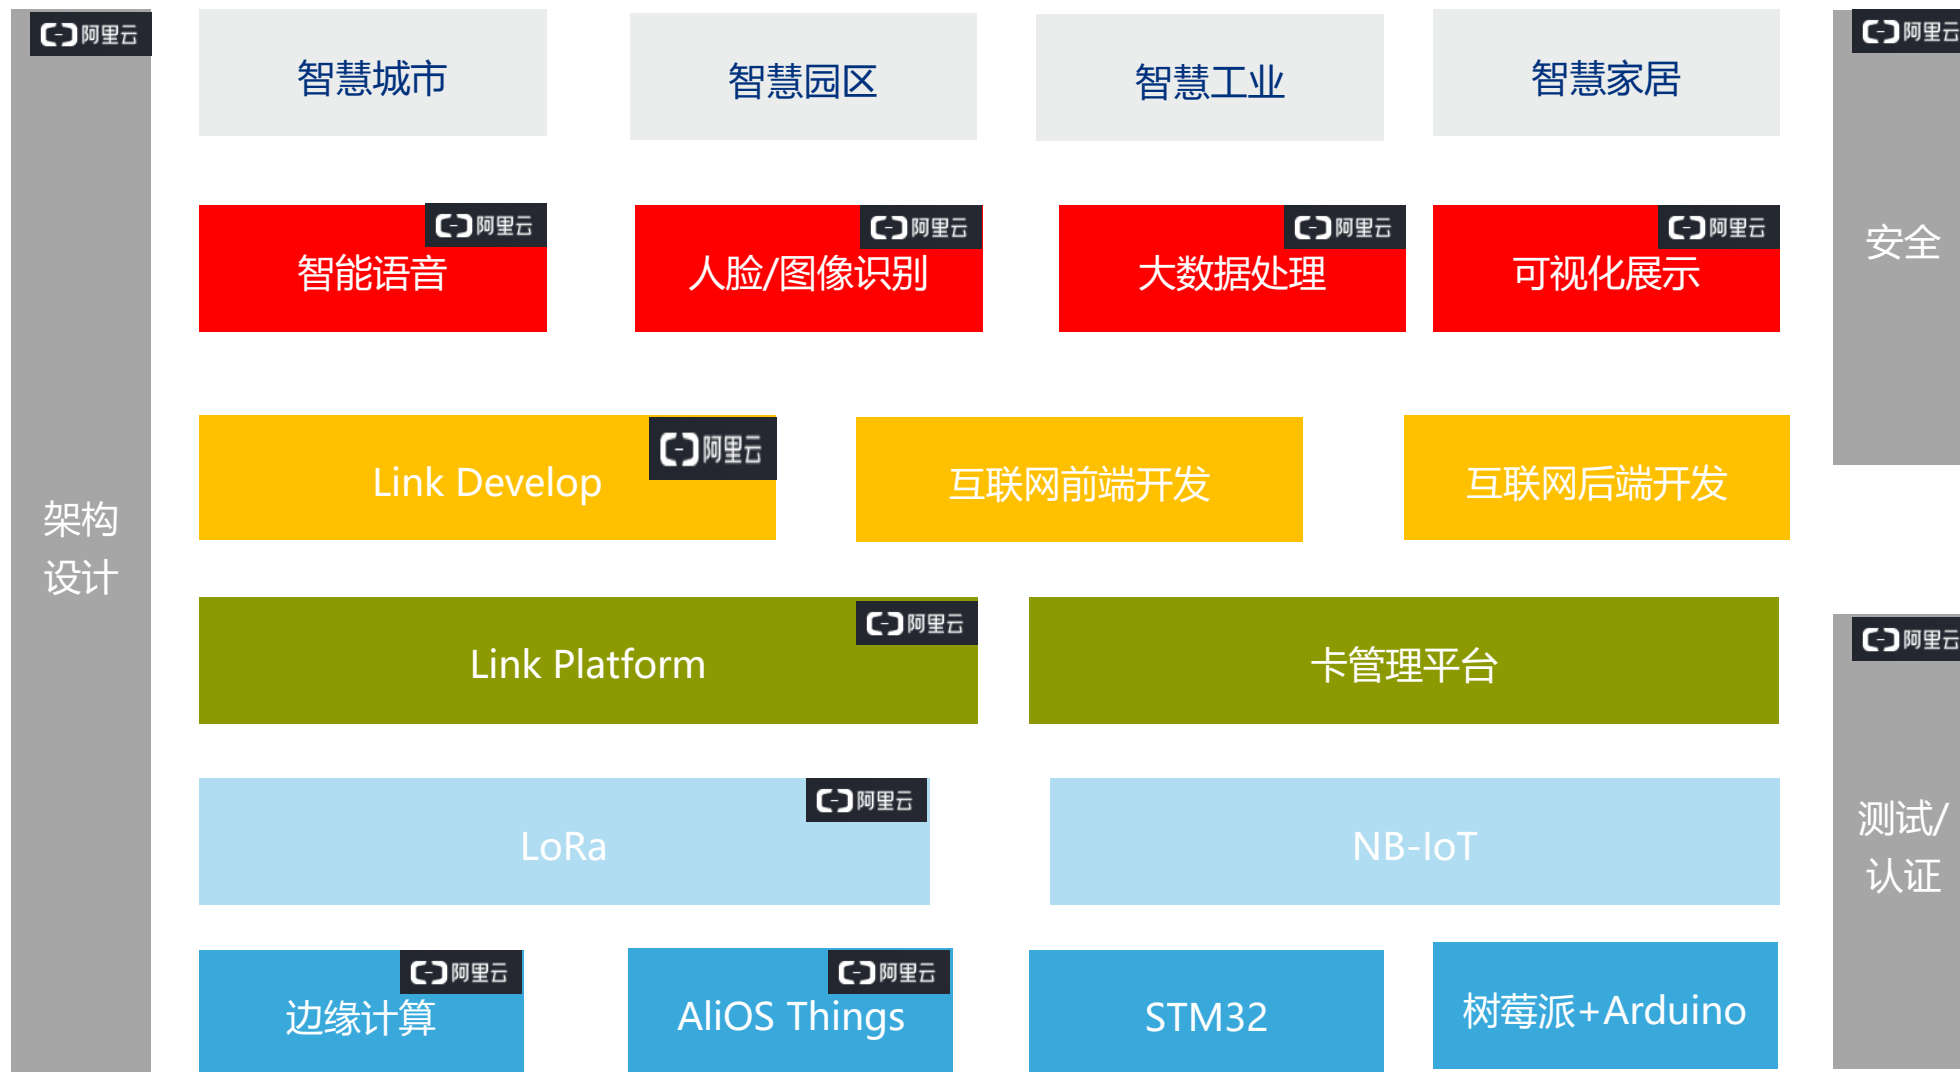 阿里云
架构
设计
智慧城市
智慧园区
智慧工业
智慧家居
阿里云
智能语音
阿里云
人脸/图像识别
阿里云
大数据处理
阿里云
可视化展示
阿里云
Link Develop
互联网前端开发
互联网后端开发
阿里云
Link Platform
卡管理平台
阿里云
LoRa
NB-IoT
阿里云
边缘计算
阿里云
AliOS Things
STM32
树莓派+Arduino
阿里云
安全
阿里云
测试/
认证